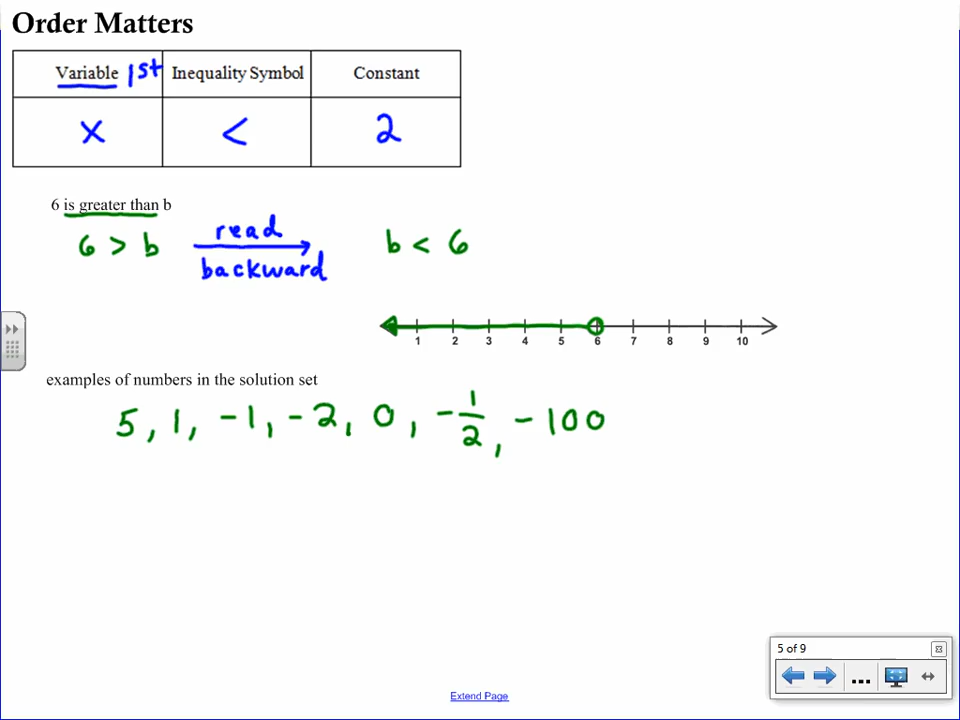 Order Matters
Variable 1st Inequality Symbol Constant
x < 2
6 is greater than b
6 > b read backward b < 6
1 2 3 4 5 6 7 8 9 10
examples of numbers in the solution set
5, 1, -1, -2, 0, -1/2, -100
5 of 9
...
Extend Page